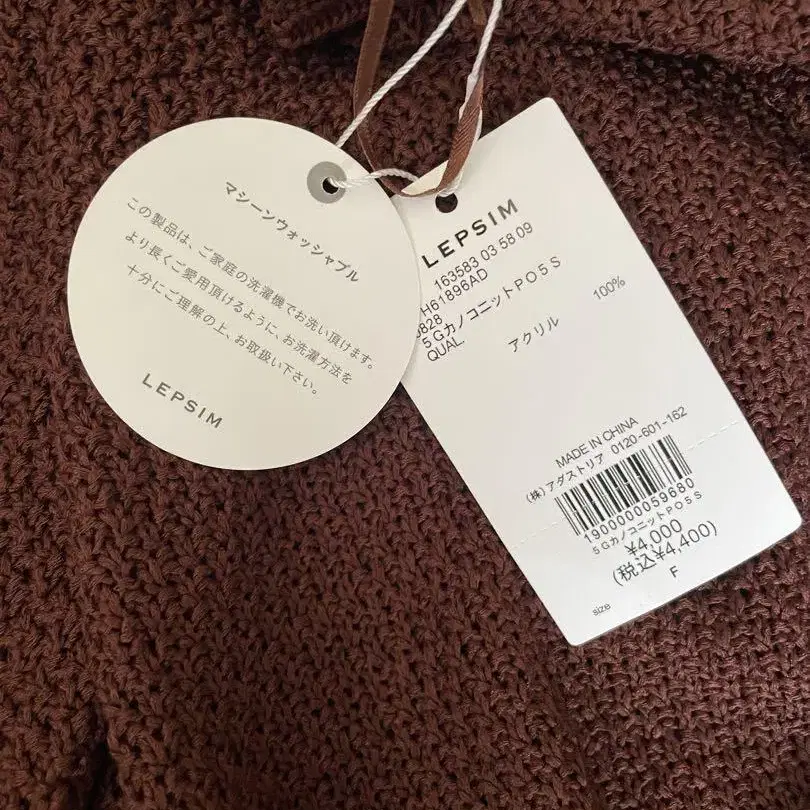 マシーンウォッシャブル
この製品は、ご家庭の洗濯機でお洗い頂けます。
より長くご愛用頂けるように、お洗濯方法を
十分にご理解の上、お取扱い下さい。
LEPSIM
LEPSIM
163583 03 58 09
H61896AD
828
5GカノコニットPO5S
QUAL.
アクリル 100%
MADE IN CHINA
(株)アダストリア 0120-601-162
1900000059680
5GカノコニットPO5S
¥4,000
(税込¥4,400)
size F